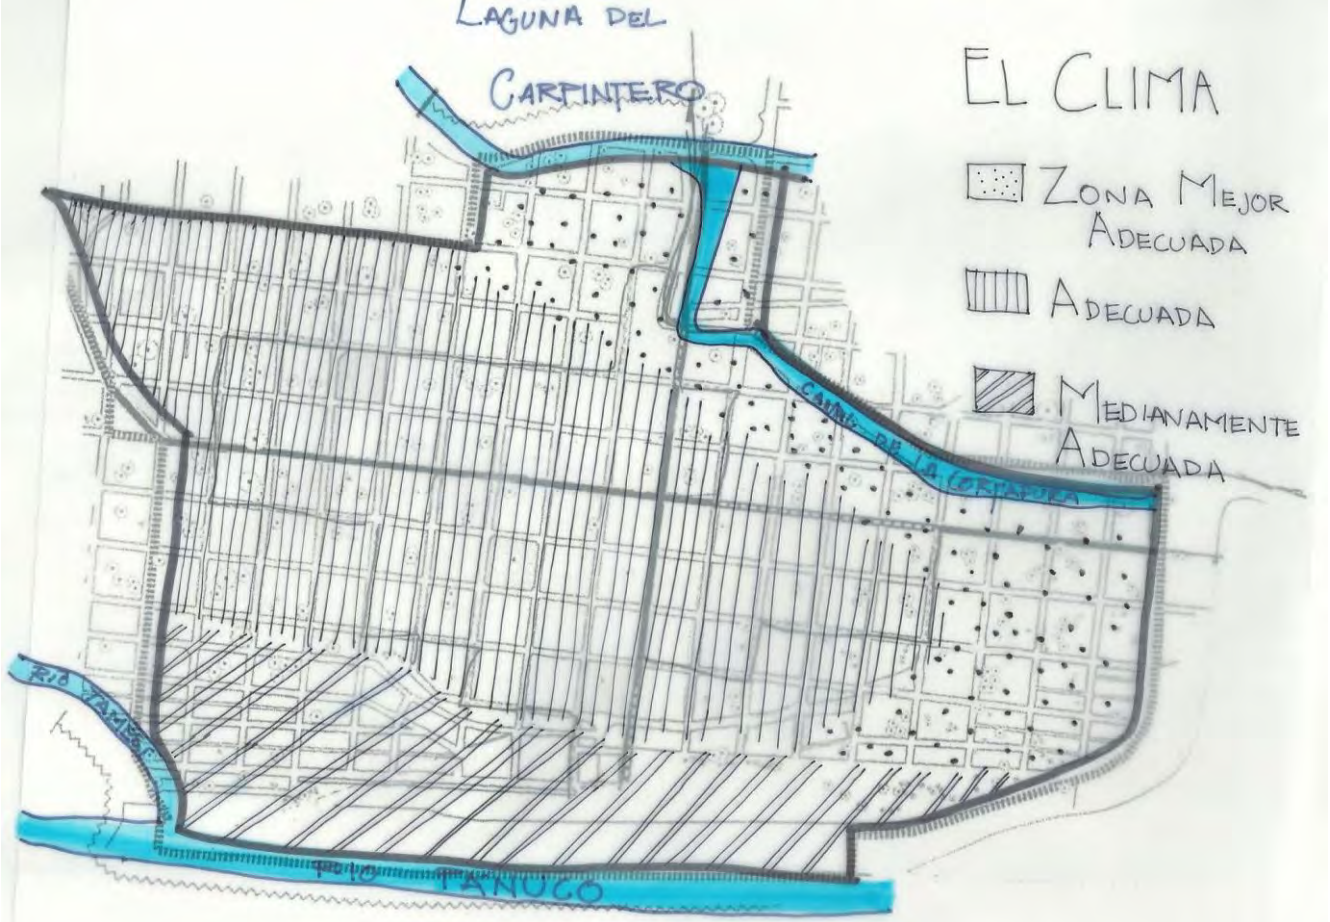 LAGUNA DEL
CARPINTERO
EL CLIMA
ZONA MEJOR
ADECUADA
ADECUADA
MEDIANAMENTE
ADECUADA
CANAL DE LA CORTADURA
RIO TAMESI
RIO PANUCO